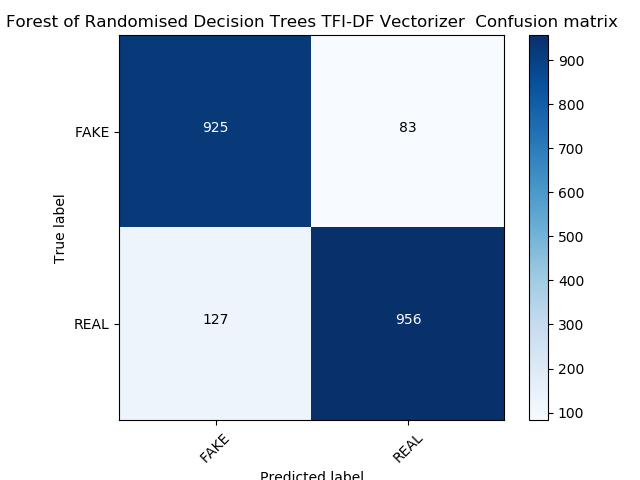 Forest of Randomised Decision Trees TFI-DF Vectorizer  Confusion matrix
FAKE
925
83
REAL
127
956
True label
FAKE
REAL
Predicted label
900
800
700
600
500
400
300
200
100